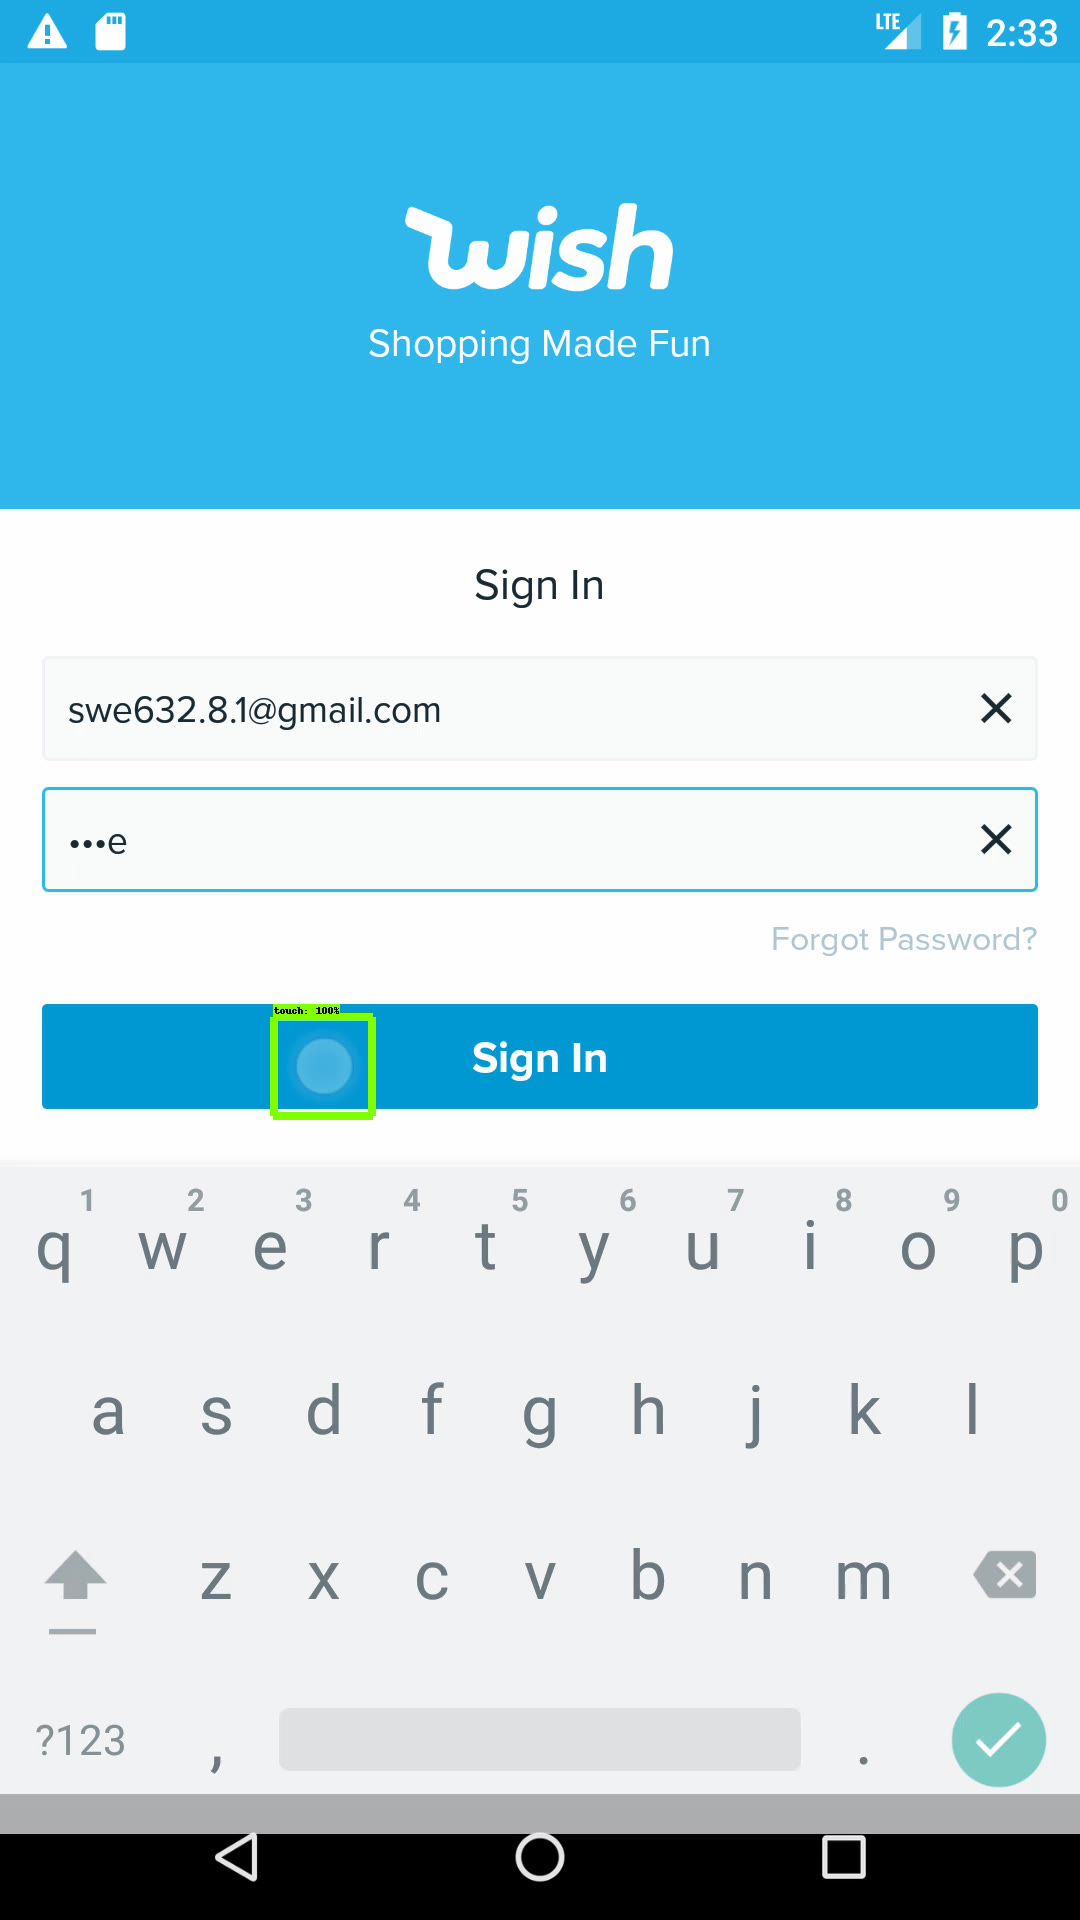 LTE 2:33
wish
Shopping Made Fun
Sign In
swe632.8.1@gmail.com
•••e
Forgot Password?
touch: 100%
Sign In
1 2 3 4 5 6 7 8 9 0
q w e r t y u i o p
a s d f g h j k l
z x c v b n m
?123 , .